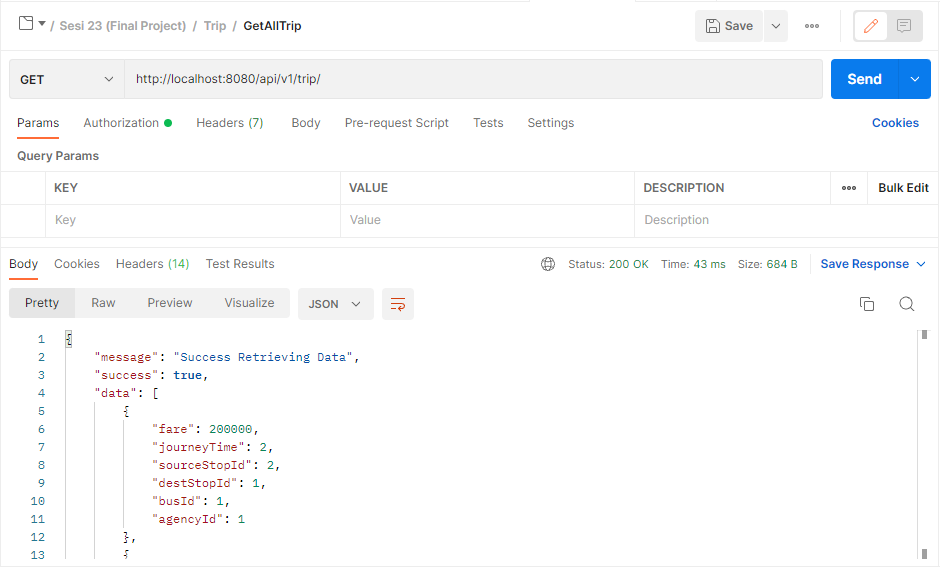 / Sesi 23 (Final Project) / Trip / GetAllTrip
Save
GET http://localhost:8080/api/v1/trip/ Send
Params Authorization Headers (7) Body Pre-request Script Tests Settings Cookies
Query Params
KEY VALUE DESCRIPTION ooo Bulk Edit
Key Value Description
Body Cookies Headers (14) Test Results Status: 200 OK Time: 43 ms Size: 684 B Save Response
Pretty Raw Preview Visualize JSON
1 {
2 "message": "Success Retrieving Data",
3 "success": true,
4 "data": [
5 {
6 "fare": 200000,
7 "journeyTime": 2,
8 "sourceStopId": 2,
9 "destStopId": 1,
10 "busId": 1,
11 "agencyId": 1
12 },
13 {